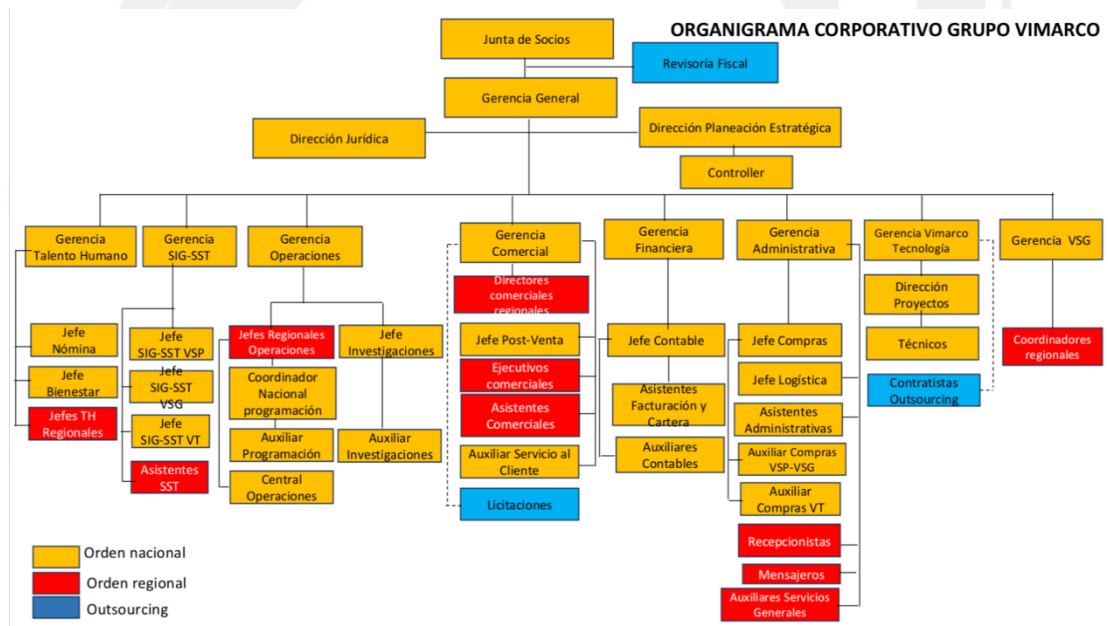 ORGANIGRAMA CORPORATIVO GRUPO VIMARCO
Junta de Socios
Revisoría Fiscal
Gerencia General
Dirección Jurídica
Dirección Planeación Estratégica
Controller
Gerencia
Talento Humano
Gerencia
SIG-SST
Gerencia
Operaciones
Gerencia
Comercial
Gerencia
Financiera
Gerencia
Administrativa
Gerencia Vimarco
Tecnología
Gerencia VSG
Jefe
Nómina
Jefe
Bienestar
Jefes TH
Regionales
Jefe
SIG-SST VSP
Jefe
SIG-SST
VSG
Jefe
SIG-SST VT
Asistentes
SST
Jefes Regionales
Operaciones
Coordinador
Nacional
programación
Auxiliar
Programación
Central
Operaciones
Jefe
Investigaciones
Auxiliar
Investigaciones
Directores
comerciales
regionales
Jefe Post-Venta
Ejecutivos
comerciales
Asistentes
Comerciales
Auxiliar Servicio al
Cliente
Licitaciones
Jefe Contable
Asistentes
Facturación y
Cartera
Auxiliares
Contables
Jefe Compras
Jefe Logística
Asistentes
Administrativas
Auxiliar Compras
VSP-VSG
Auxiliar
Compras VT
Recepcionistas
Mensajeros
Auxiliares Servicios
Generales
Dirección
Proyectos
Técnicos
Contratistas
Outsourcing
Coordinadores
regionales
Orden nacional
Orden regional
Outsourcing